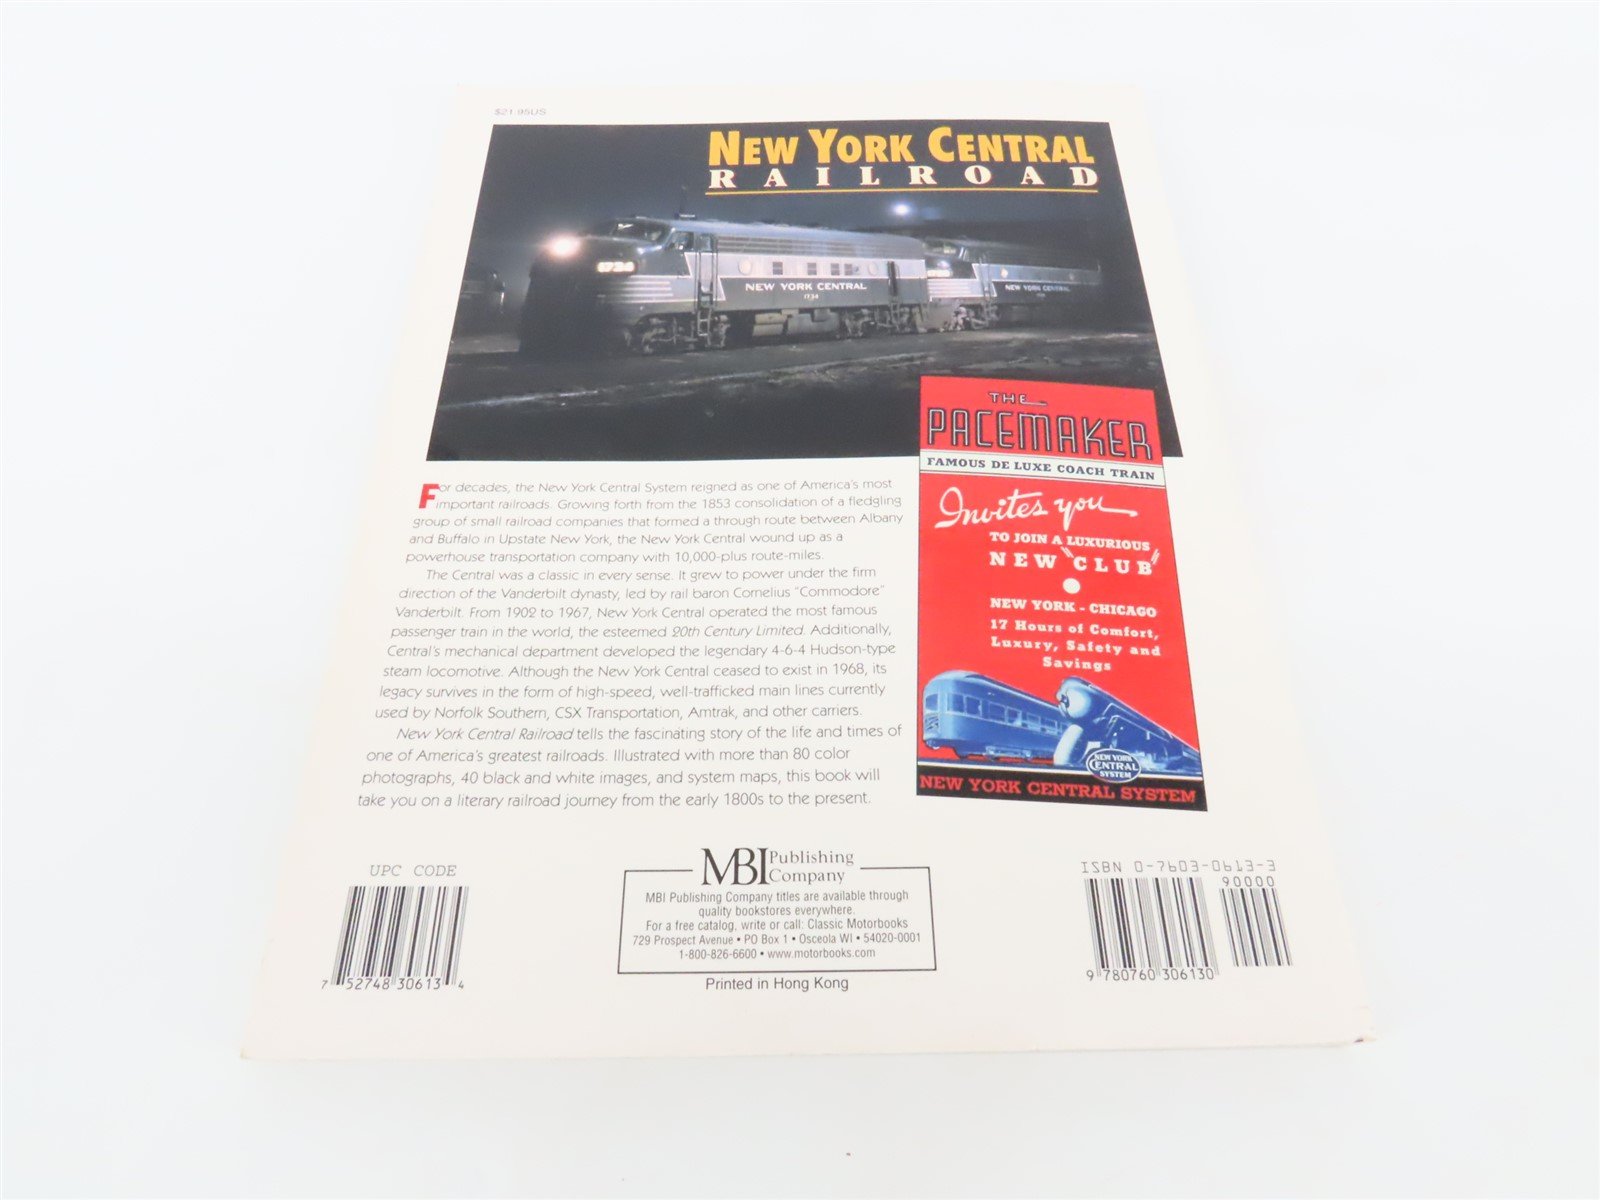 $21.95US
NEW YORK CENTRAL
RAILROAD
1734
NEW YORK CENTRAL
1734
NEW YORK CENTRAL
THE
PACEMAKER
FAMOUS DE LUXE COACH TRAIN
Invites you
TO JOIN A LUXURIOUS
NEW "CLUB"
NEW YORK - CHICAGO
17 Hours of Comfort,
Luxury, Safety and
Savings
NEW YORK
CENTRAL
SYSTEM
NEW YORK CENTRAL SYSTEM
For decades, the New York Central System reigned as one of America's most
important railroads. Growing forth from the 1853 consolidation of a fledgling
group of small railroad companies that formed a through route between Albany
and Buffalo in Upstate New York, the New York Central wound up as a
powerhouse transportation company with 10,000-plus route-miles.
The Central was a classic in every sense. It grew to power under the firm
direction of the Vanderbilt dynasty, led by rail baron Cornelius "Commodore"
Vanderbilt. From 1902 to 1967, New York Central operated the most famous
passenger train in the world, the esteemed 20th Century Limited. Additionally,
Central's mechanical department developed the legendary 4-6-4 Hudson-type
steam locomotive. Although the New York Central ceased to exist in 1968, its
legacy survives in the form of high-speed, well-trafficked main lines currently
used by Norfolk Southern, CSX Transportation, Amtrak, and other carriers.
New York Central Railroad tells the fascinating story of the life and times of
one of America's greatest railroads. Illustrated with more than 80 color
photographs, 40 black and white images, and system maps, this book will
take you on a literary railroad journey from the early 1800s to the present.
UPC CODE
7 52748 30613 4
MBI Publishing
Company
MBI Publishing Company titles are available through
quality bookstores everywhere.
For a free catalog, write or call: Classic Motorbooks
729 Prospect Avenue • PO Box 1 • Osceola WI • 54020-0001
1-800-826-6600 • www.motorbooks.com
Printed in Hong Kong
ISBN 0-7603-0613-3
90000
9 780760 306130